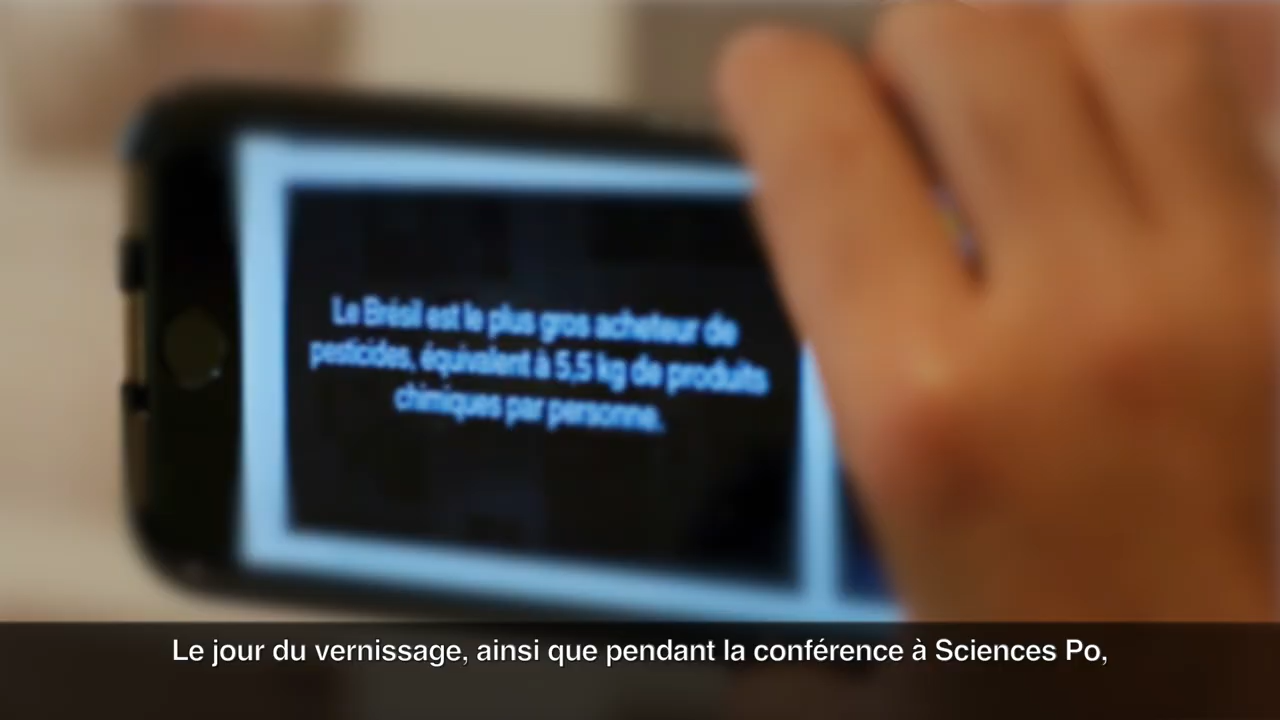 Le Brésil est le plus gros acheteur de
pesticides, équivalent à 5,5 kg de produits
chimiques par personne.
Le jour du vernissage, ainsi que pendant la conférence à Sciences Po,